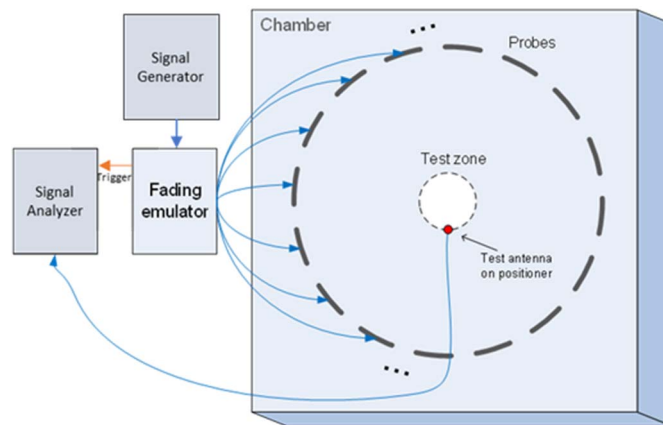 Chamber
Probes
Signal
Generator
Test zone
Trigger
Signal
Analyzer
Fading
emulator
Test antenna
on positioner